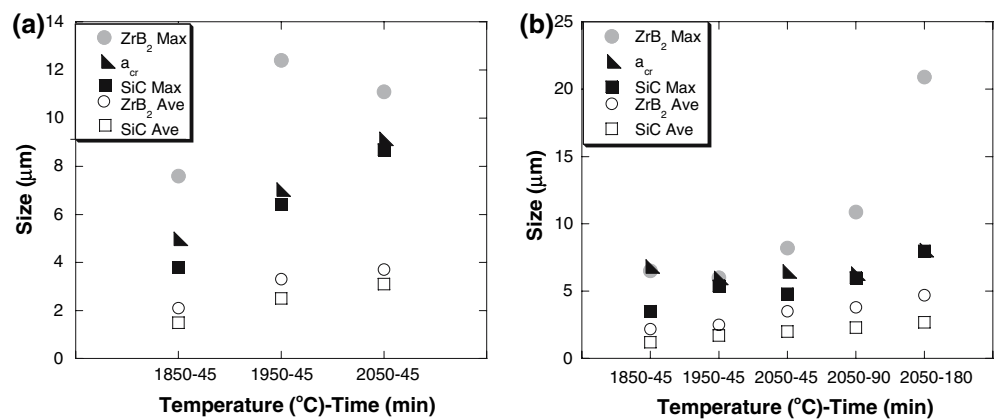 (a)
14
12
10
8
6
4
2
0
Size (μm)
ZrB₂ Max
a_cr
SiC Max
ZrB₂ Ave
SiC Ave
1850-45 1950-45 2050-45
Temperature (°C)-Time (min)
(b)
25
20
15
10
5
0
Size (μm)
ZrB₂ Max
a_cr
SiC Max
ZrB₂ Ave
SiC Ave
1850-45 1950-45 2050-45 2050-90 2050-180
Temperature (°C)-Time (min)